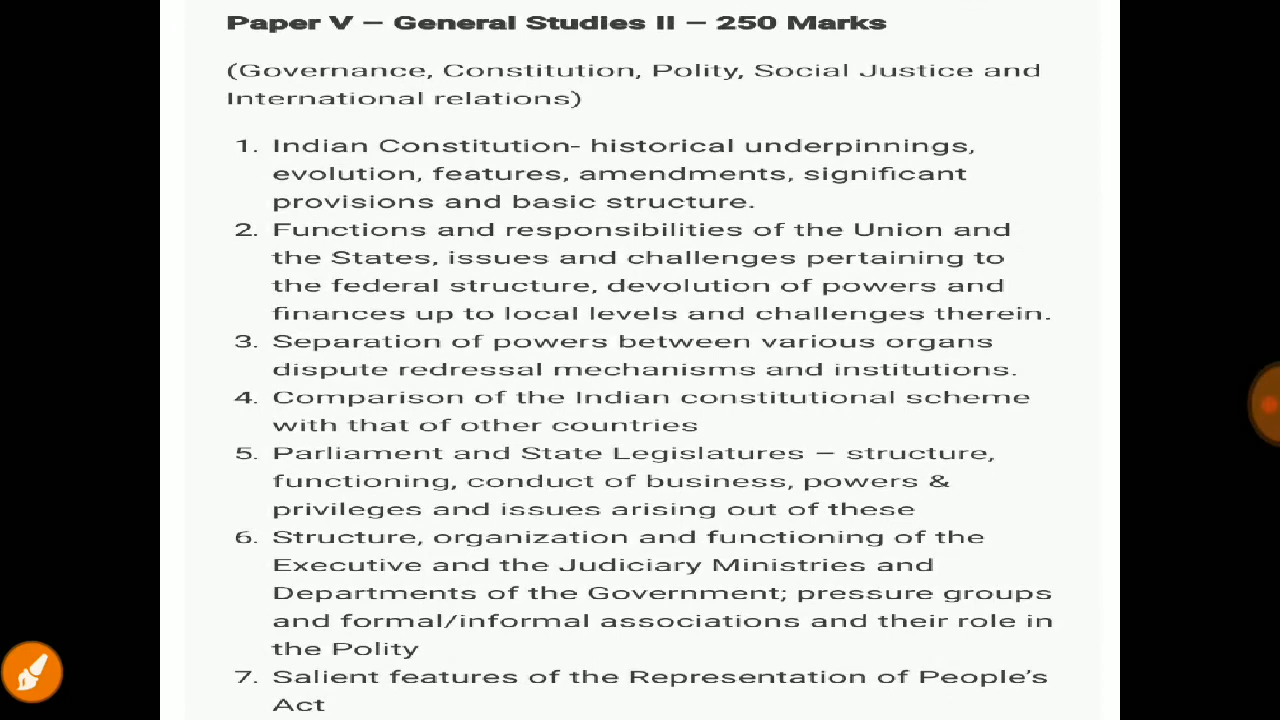 Paper V – General Studies II – 250 Marks
(Governance, Constitution, Polity, Social Justice and
International relations)
1. Indian Constitution- historical underpinnings,
evolution, features, amendments, significant
provisions and basic structure.
2. Functions and responsibilities of the Union and
the States, issues and challenges pertaining to
the federal structure, devolution of powers and
finances up to local levels and challenges therein.
3. Separation of powers between various organs
dispute redressal mechanisms and institutions.
4. Comparison of the Indian constitutional scheme
with that of other countries
5. Parliament and State Legislatures – structure,
functioning, conduct of business, powers &
privileges and issues arising out of these
6. Structure, organization and functioning of the
Executive and the Judiciary Ministries and
Departments of the Government; pressure groups
and formal/informal associations and their role in
the Polity
7. Salient features of the Representation of People’s
Act